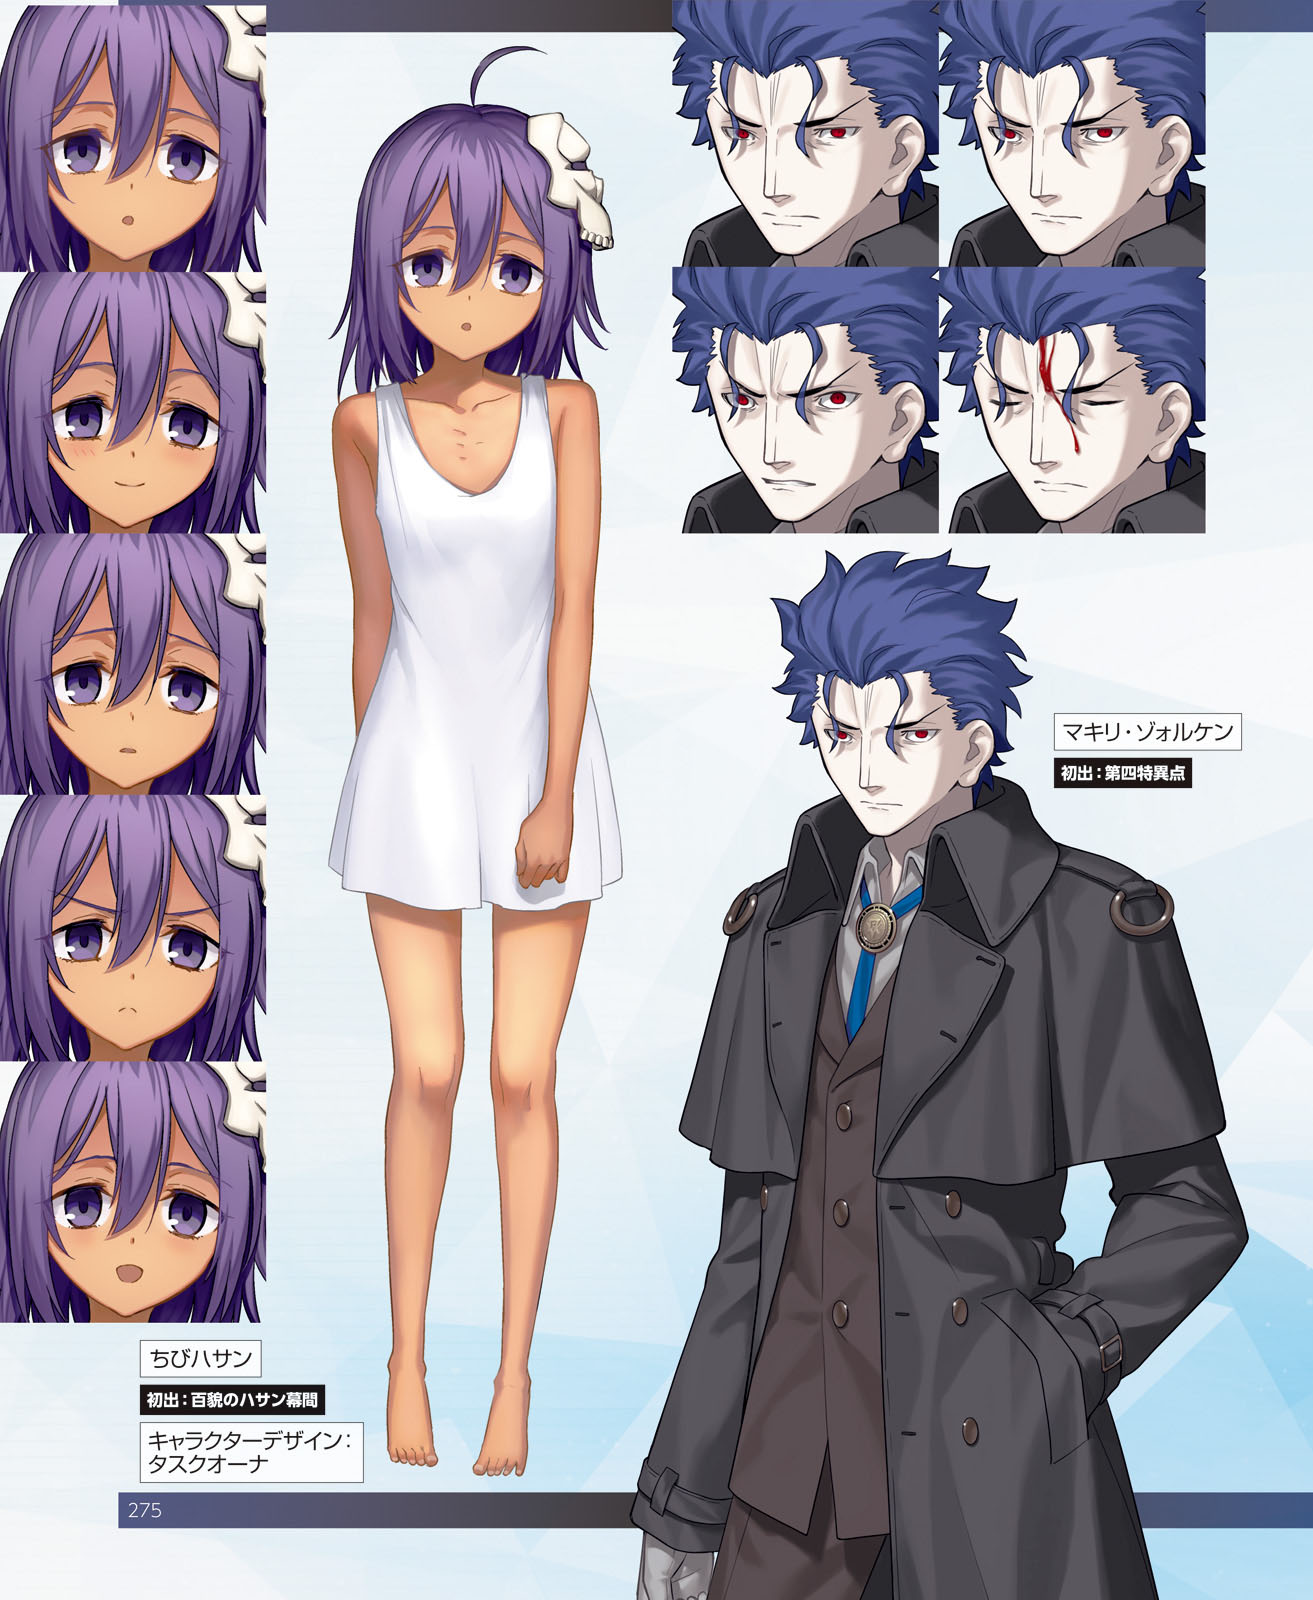 マキリ・ゾォルケン
初出：第四特異点
ちびハサン
初出：百貌のハサン幕間
キャラクターデザイン：
タスクオーナ
275